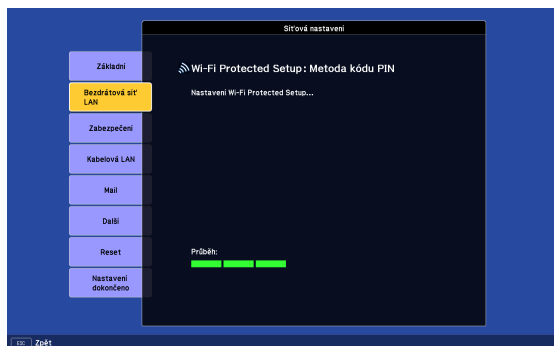 Síťová nastavení
Základní
Wi-Fi Protected Setup: Metoda kódu PIN
Bezdrátová síť
LAN
Nastavení Wi-Fi Protected Setup...
Zabezpečení
Kabelová LAN
Mail
Další
Reset
Průběh:
Nastavení
dokončeno
ESC Zpět